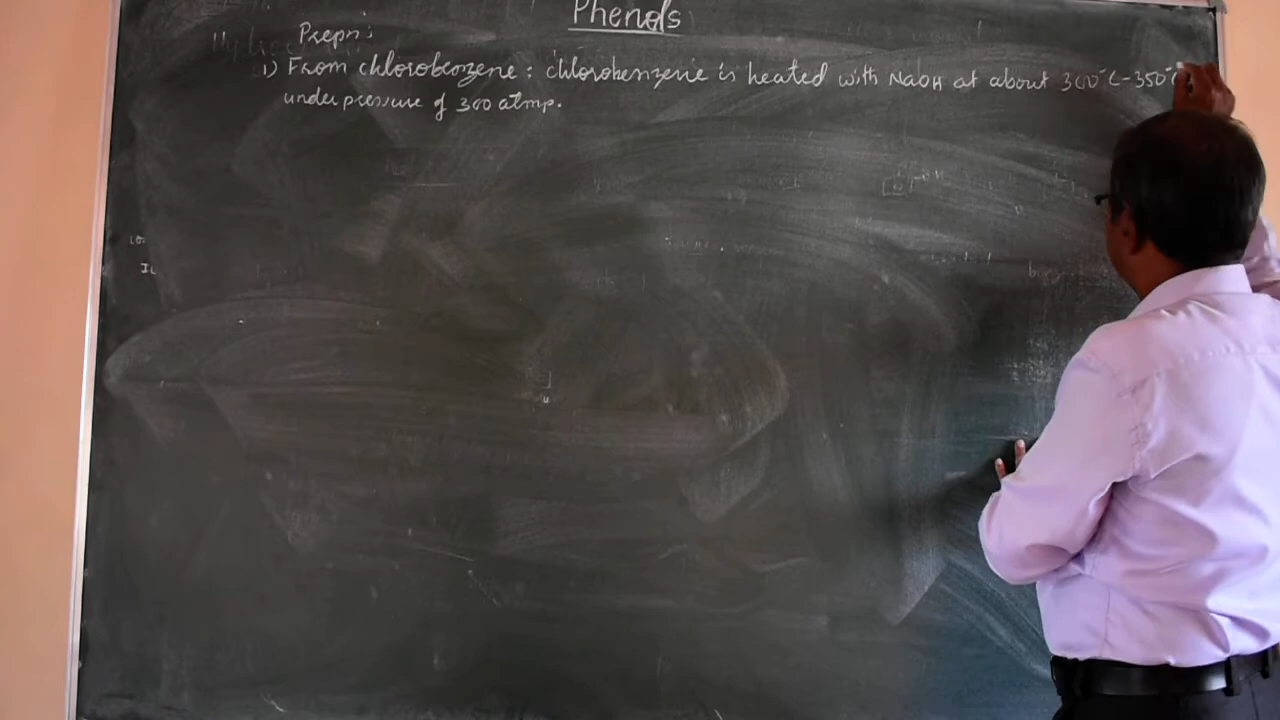 Phenols
Prepn:
1) From chlorobenzene: chlorobenzene is heated with NaOH at about 300°C-350°C
under pressure of 300 atmp.